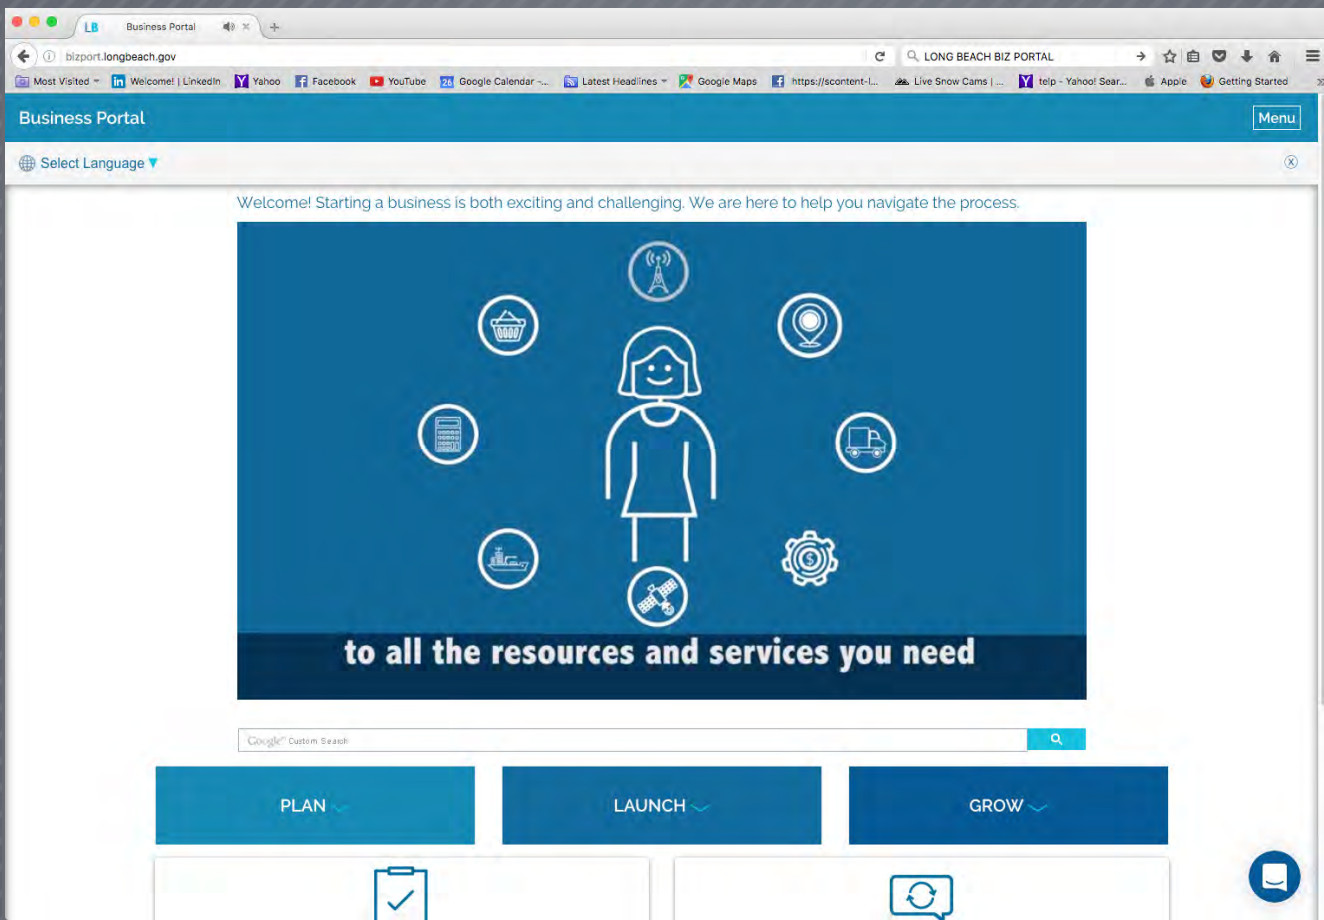 LB Business Portal
bizport.longbeach.gov
LONG BEACH BIZ PORTAL
Most Visited
Welcome! | LinkedIn
Yahoo
Facebook
YouTube
26 Google Calendar -...
Latest Headlines
Google Maps
https://scontent-l...
Live Snow Cams | ...
telp - Yahoo! Sear...
Apple
Getting Started
Business Portal
Menu
Select Language
Welcome! Starting a business is both exciting and challenging. We are here to help you navigate the process.
to all the resources and services you need
Google Custom Search
PLAN
LAUNCH
GROW